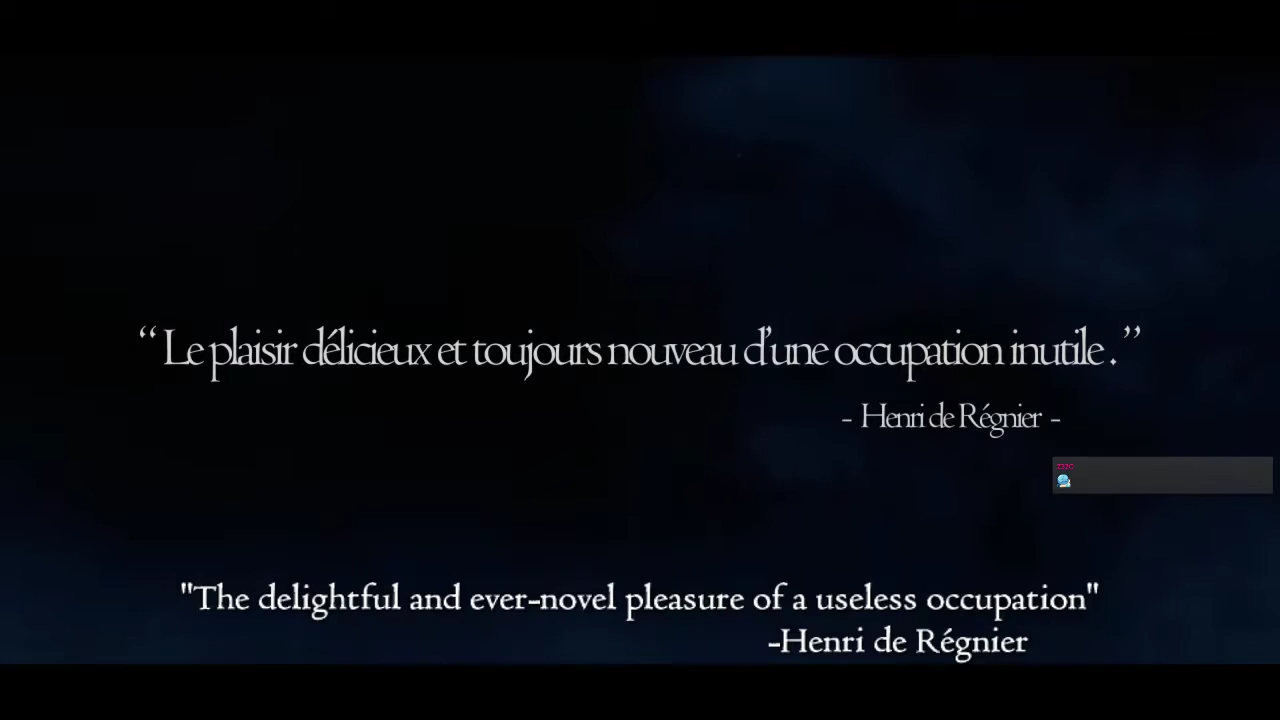 “ Le plaisir délicieux et toujours nouveau d’une occupation inutile . ”
- Henri de Régnier -
"The delightful and ever-novel pleasure of a useless occupation"
-Henri de Régnier